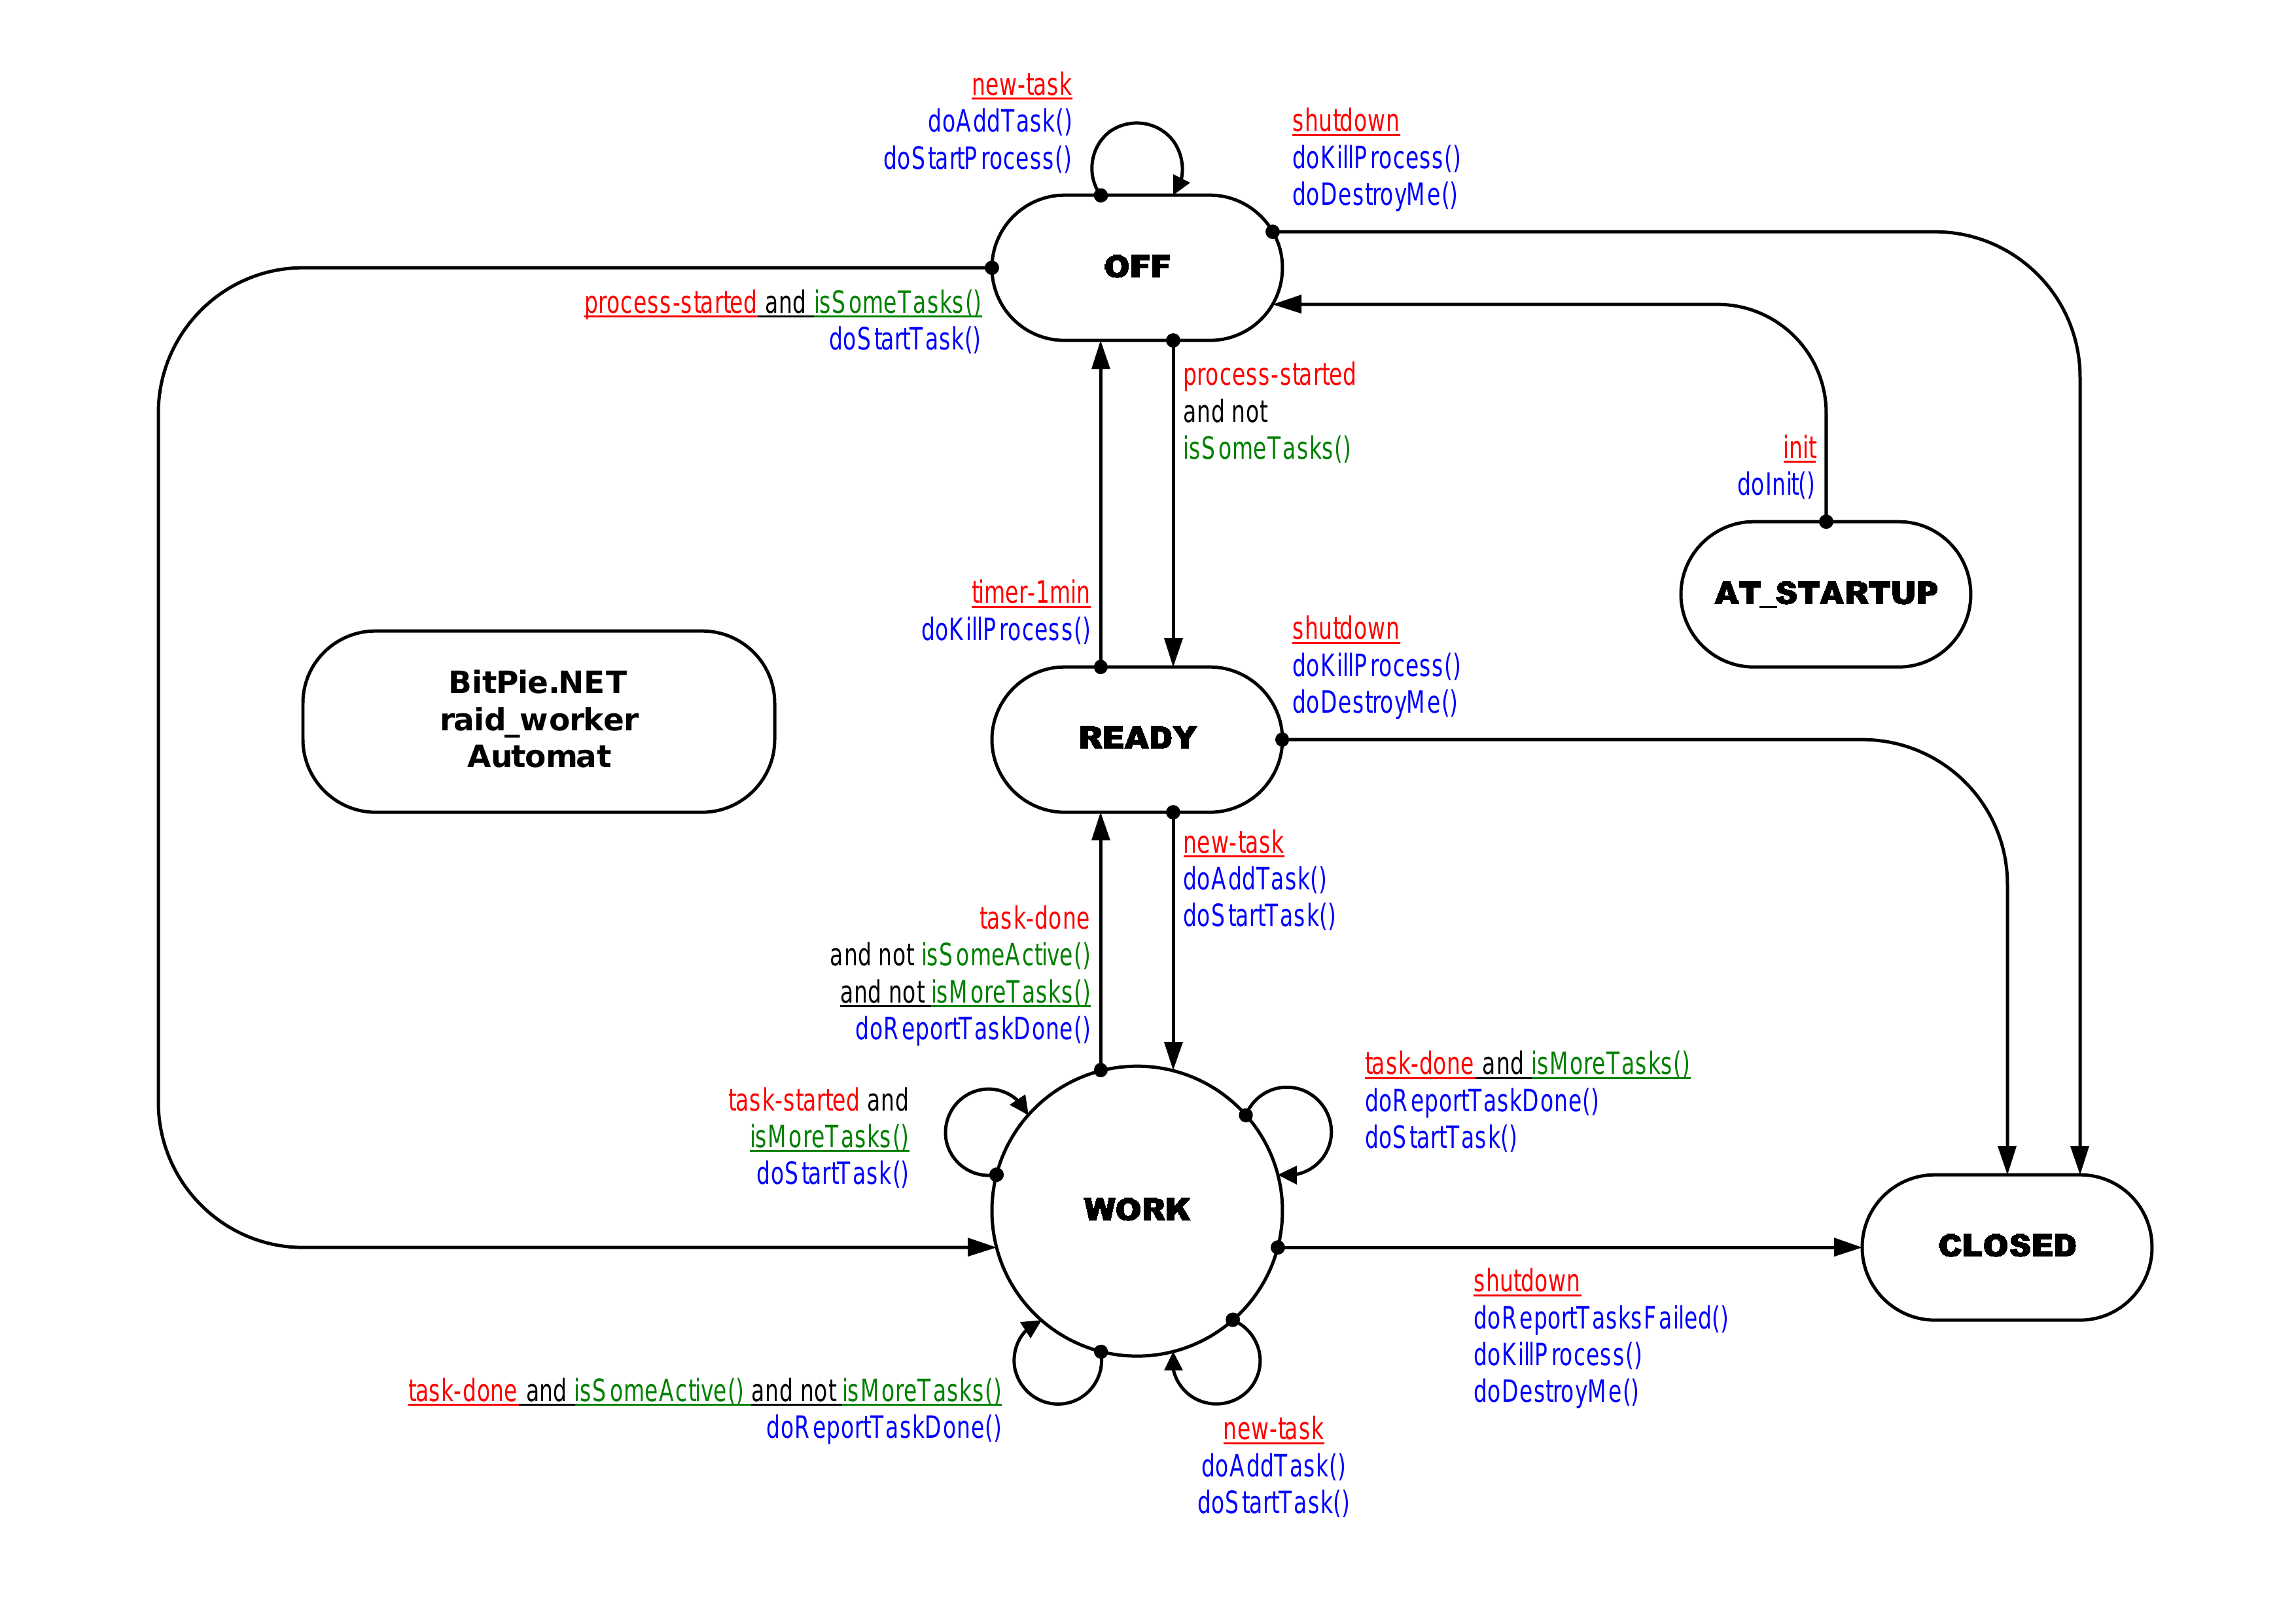 new-task
doAddTask()
doStartProcess()
shutdown
doKillProcess()
doDestroyMe()
OFF
process-started and isSomeTasks()
doStartTask()
process-started
and not
isSomeTasks()
init
doInit()
AT_STARTUP
timer-1min
doKillProcess()
shutdown
doKillProcess()
doDestroyMe()
BitPie.NET
raid_worker
Automat
READY
new-task
doAddTask()
doStartTask()
task-done
and not isSomeActive()
and not isMoreTasks()
doReportTaskDone()
task-started and
isMoreTasks()
doStartTask()
task-done and isMoreTasks()
doReportTaskDone()
doStartTask()
WORK
CLOSED
shutdown
doReportTasksFailed()
doKillProcess()
doDestroyMe()
task-done and isSomeActive() and not isMoreTasks()
doReportTaskDone()
new-task
doAddTask()
doStartTask()